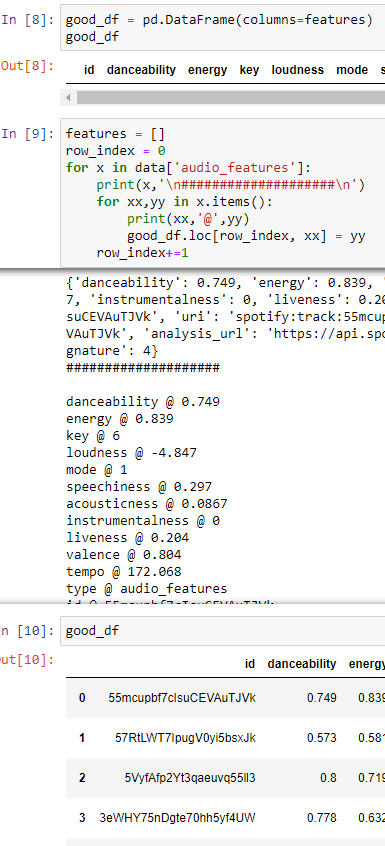 In [8]: good_df = pd.DataFrame(columns=features)
good_df
Out[8]:
id danceability energy key loudness mode
In [9]: features = []
row_index = 0
for x in data['audio_features']:
print(x,'\n####################\n')
for xx,yy in x.items():
print(xx,'@',yy)
good_df.loc[row_index, xx] = yy
row_index+=1
{'danceability': 0.749, 'energy': 0.839, '
7, 'instrumentalness': 0, 'liveness': 0.20
suCEVAuTJVk', 'uri': 'spotify:track:55mcup
VAuTJVk', 'analysis_url': 'https://api.spo
gnature': 4}
####################
danceability @ 0.749
energy @ 0.839
key @ 6
loudness @ -4.847
mode @ 1
speechiness @ 0.297
acousticness @ 0.0867
instrumentalness @ 0
liveness @ 0.204
valence @ 0.804
tempo @ 172.068
type @ audio_features
n [10]: good_df
ut[10]:
id danceability energy
0 55mcupbf7cIsuCEVAuTJVk 0.749 0.839
1 57RtLWT7IpugV0yi5bsxJk 0.573 0.581
2 5VyfAfp2Yt3qaeuvq55ll3 0.8 0.719
3 3eWHY75nDgte70hh5yf4UW 0.778 0.632